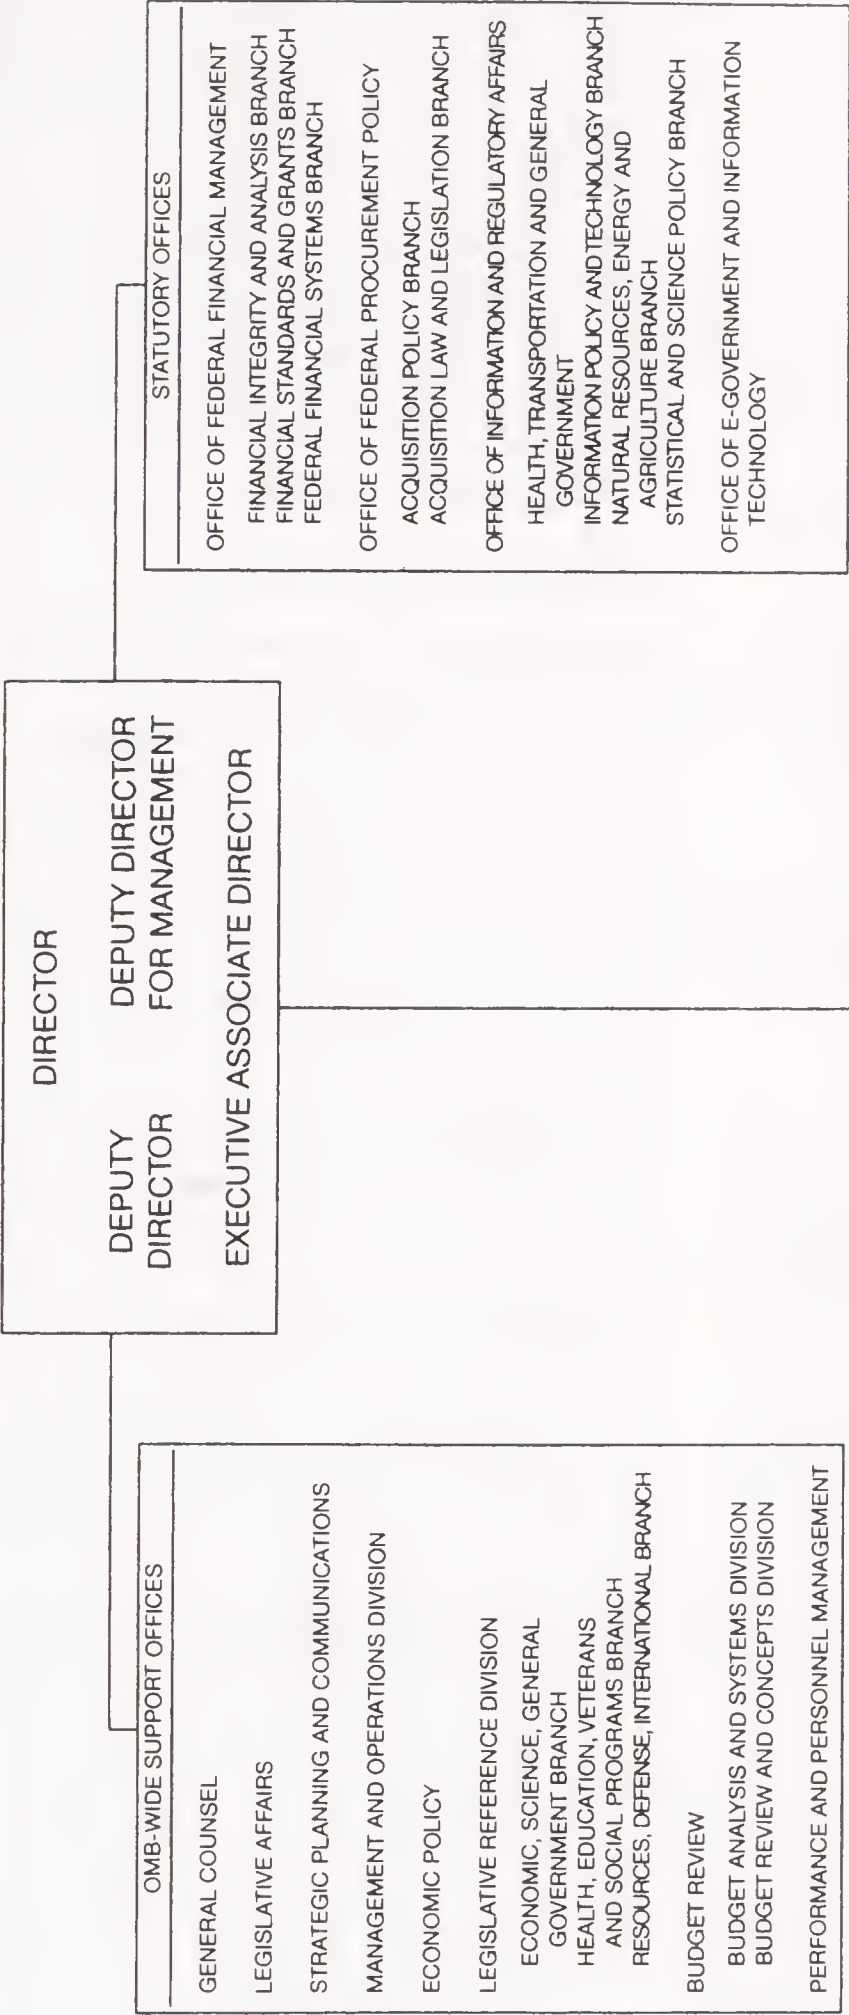 DIRECTOR
DEPUTY
DIRECTOR
DEPUTY DIRECTOR
FOR MANAGEMENT
EXECUTIVE ASSOCIATE DIRECTOR
OMB-WIDE SUPPORT OFFICES
GENERAL COUNSEL
LEGISLATIVE AFFAIRS
STRATEGIC PLANNING AND COMMUNICATIONS
MANAGEMENT AND OPERATIONS DIVISION
ECONOMIC POLICY
LEGISLATIVE REFERENCE DIVISION
ECONOMIC, SCIENCE, GENERAL
GOVERNMENT BRANCH
HEALTH, EDUCATION, VETERANS
AND SOCIAL PROGRAMS BRANCH
RESOURCES, DEFENSE, INTERNATIONAL BRANCH
BUDGET REVIEW
BUDGET ANALYSIS AND SYSTEMS DIVISION
BUDGET REVIEW AND CONCEPTS DIVISION
PERFORMANCE AND PERSONNEL MANAGEMENT
STATUTORY OFFICES
OFFICE OF FEDERAL FINANCIAL MANAGEMENT
FINANCIAL INTEGRITY AND ANALYSIS BRANCH
FINANCIAL STANDARDS AND GRANTS BRANCH
FEDERAL FINANCIAL SYSTEMS BRANCH
OFFICE OF FEDERAL PROCUREMENT POLICY
ACQUISITION POLICY BRANCH
ACQUISITION LAW AND LEGISLATION BRANCH
OFFICE OF INFORMATION AND REGULATORY AFFAIRS
HEALTH, TRANSPORTATION AND GENERAL
GOVERNMENT
INFORMATION POLICY AND TECHNOLOGY BRANCH
NATURAL RESOURCES, ENERGY AND
AGRICULTURE BRANCH
STATISTICAL AND SCIENCE POLICY BRANCH
OFFICE OF E-GOVERNMENT AND INFORMATION
TECHNOLOGY